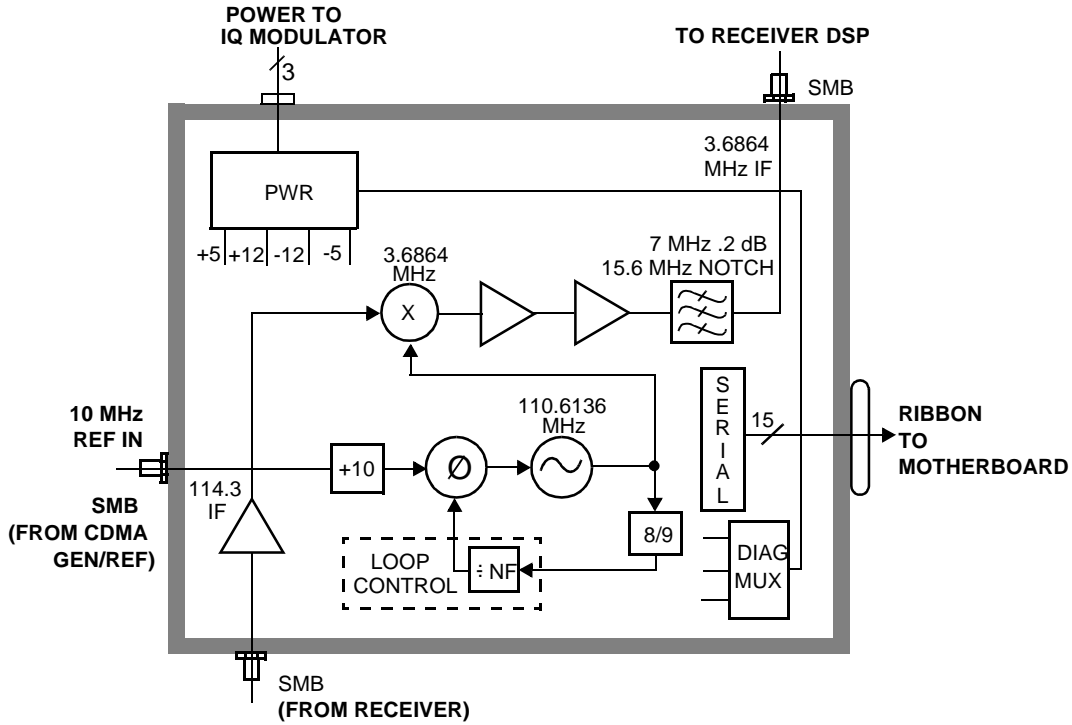 POWER TO
IQ MODULATOR
3
TO RECEIVER DSP
SMB
3.6864
MHz IF
PWR
+5 +12 -12 -5
3.6864
MHz
7 MHz .2 dB
15.6 MHz NOTCH
X
10 MHz
REF IN
SMB
(FROM CDMA
GEN/REF)
114.3
IF
+10
Ø
110.6136
MHz
8/9
LOOP
CONTROL
÷ NF
SERIAL
15
RIBBON
TO
MOTHERBOARD
DIAG
MUX
SMB
(FROM RECEIVER)